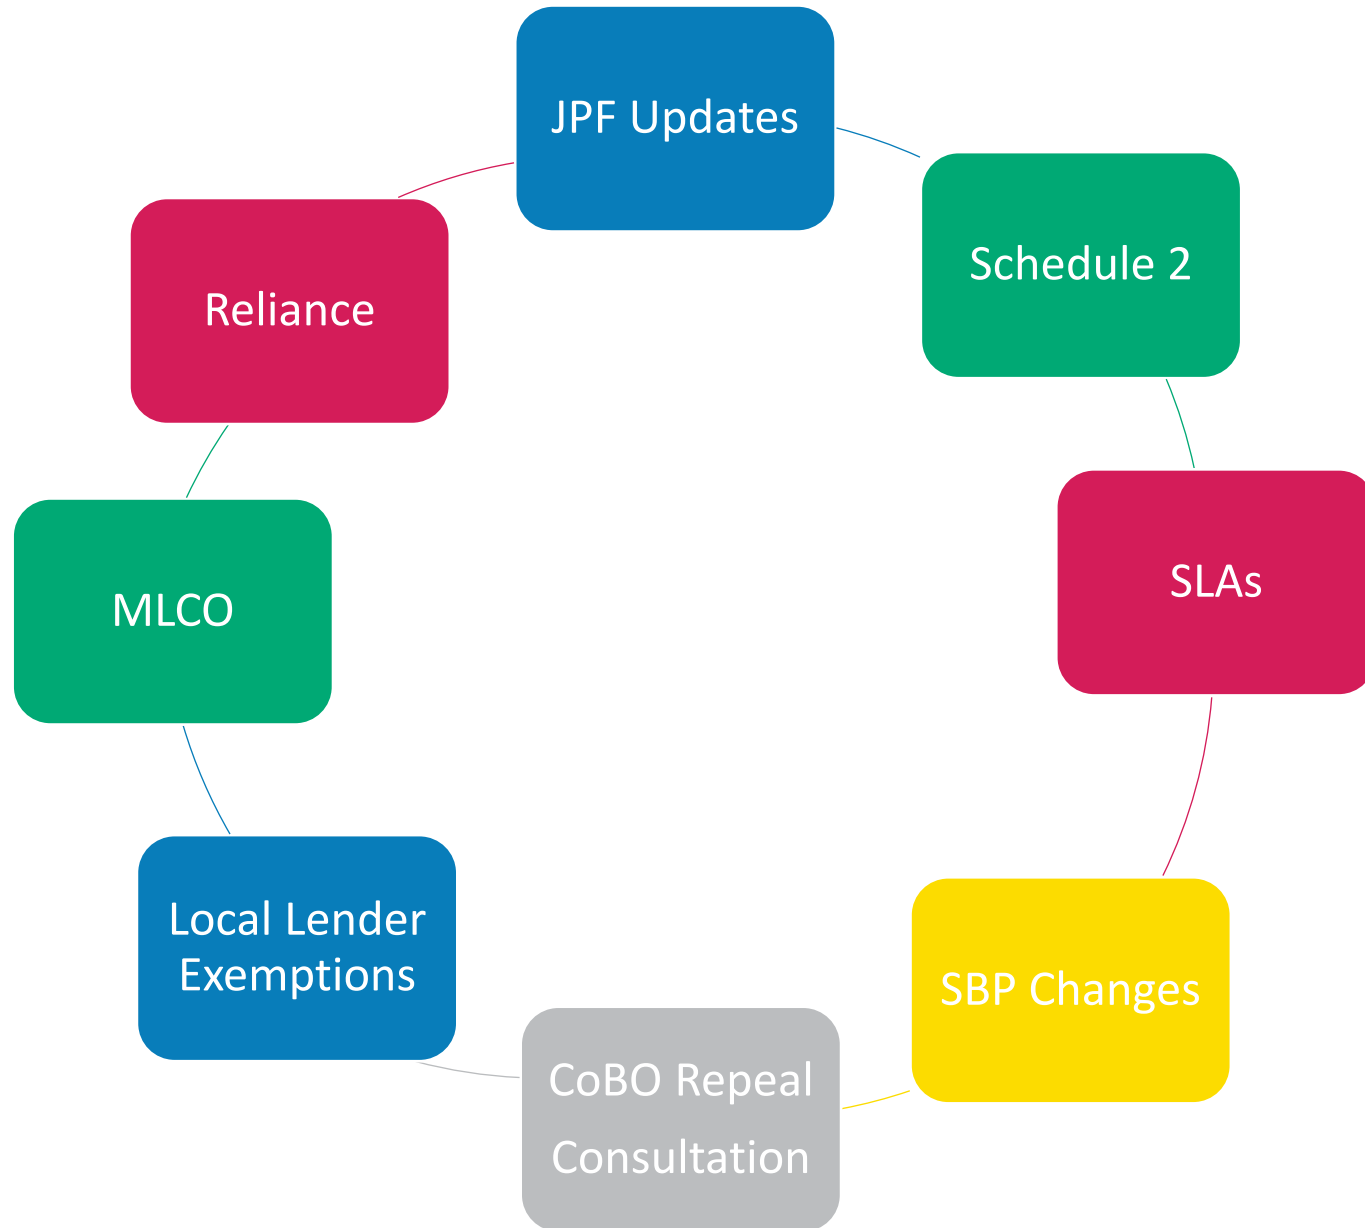 JPF Updates
Schedule 2
SLAs
SBP Changes
CoBO Repeal
Consultation
Local Lender
Exemptions
MLCO
Reliance